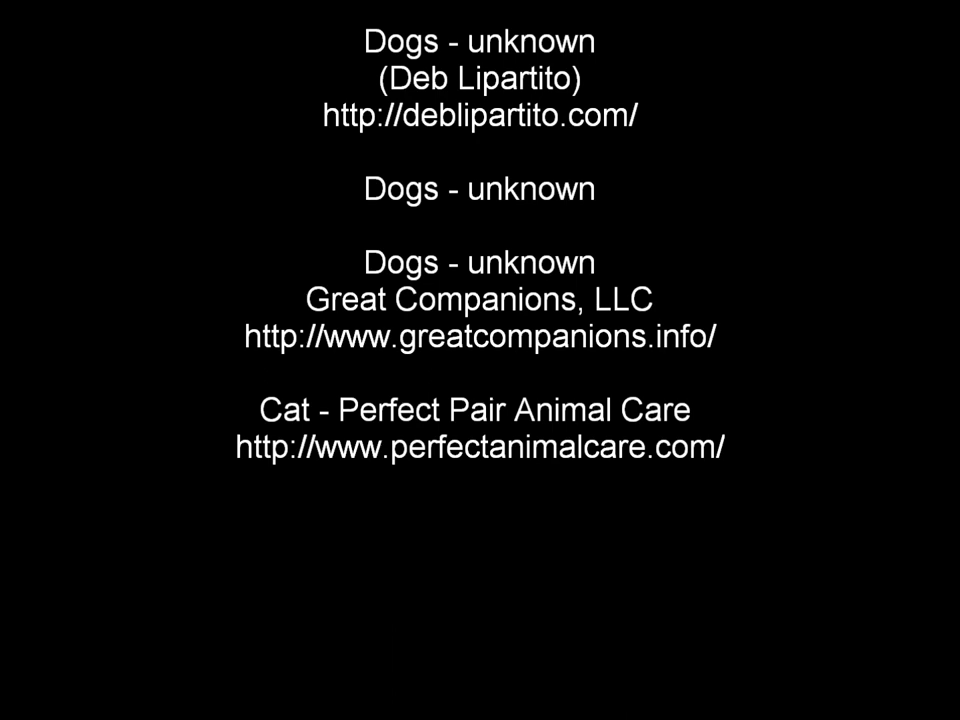 Dogs - unknown
(Deb Lipartito)
http://deblipartito.com/
Dogs - unknown
Dogs - unknown
Great Companions, LLC
http://www.greatcompanions.info/
Cat - Perfect Pair Animal Care
http://www.perfectanimalcare.com/